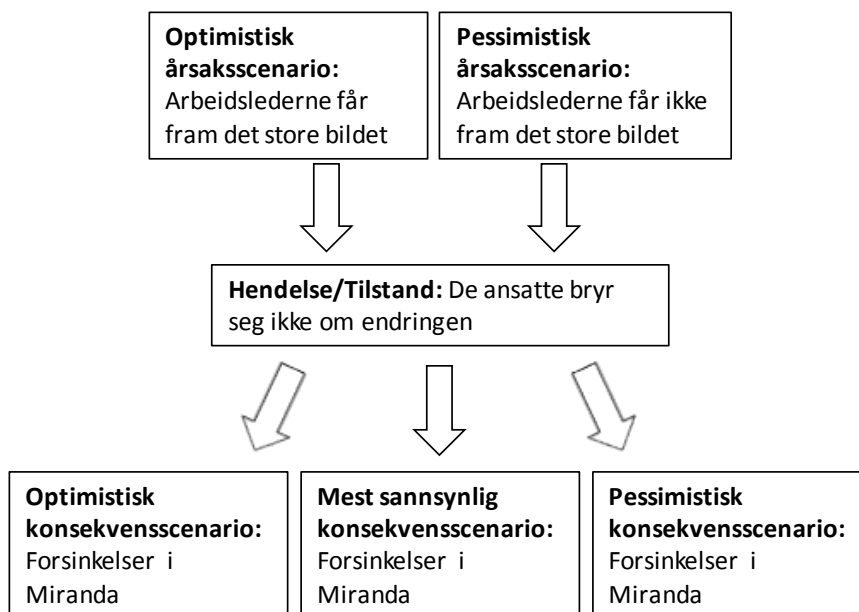 Optimistisk
årsaksscenario:
Arbeidslederne får
fram det store bildet
Pessimistisk
årsaksscenario:
Arbeidslederne får ikke
fram det store bildet
Hendelse/Tilstand: De ansatte bryr
seg ikke om endringen
Optimistisk
konsekvensscenario:
Forsinkelser i
Miranda
Mest sannsynlig
konsekvensscenario:
Forsinkelser i
Miranda
Pessimistisk
konsekvensscenario:
Forsinkelser i
Miranda